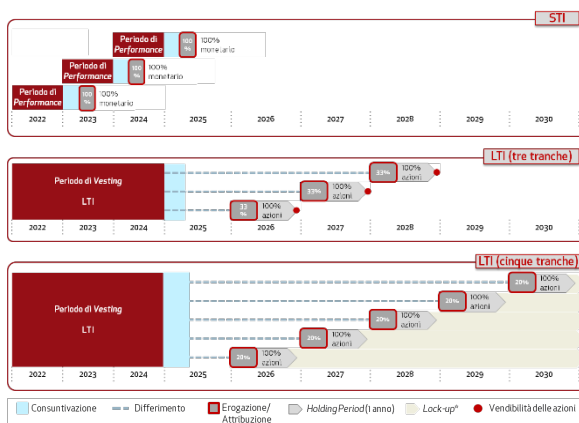 STI
Periodo di
Performance
100
%
100%
monetario
Periodo di
Performance
100
%
100%
monetario
Periodo di
Performance
100
%
100%
monetario
2022 2023 2024 2025 2026 2027 2028 2029 2030
LTI (tre tranche)
Periodo di Vesting
LTI
33%
100%
azioni
33%
100%
azioni
33
%
100%
azioni
2022 2023 2024 2025 2026 2027 2028 2029 2030
LTI (cinque tranche)
Periodo di Vesting
LTI
20%
100%
azioni
20%
100%
azioni
20%
100%
azioni
20%
100%
azioni
20%
100%
azioni
2022 2023 2024 2025 2026 2027 2028 2029 2030
Consuntivazione
Differimento
Erogazione/
Attribuzione
Holding Period (1 anno)
Lock-up*
Vendibilità delle azioni